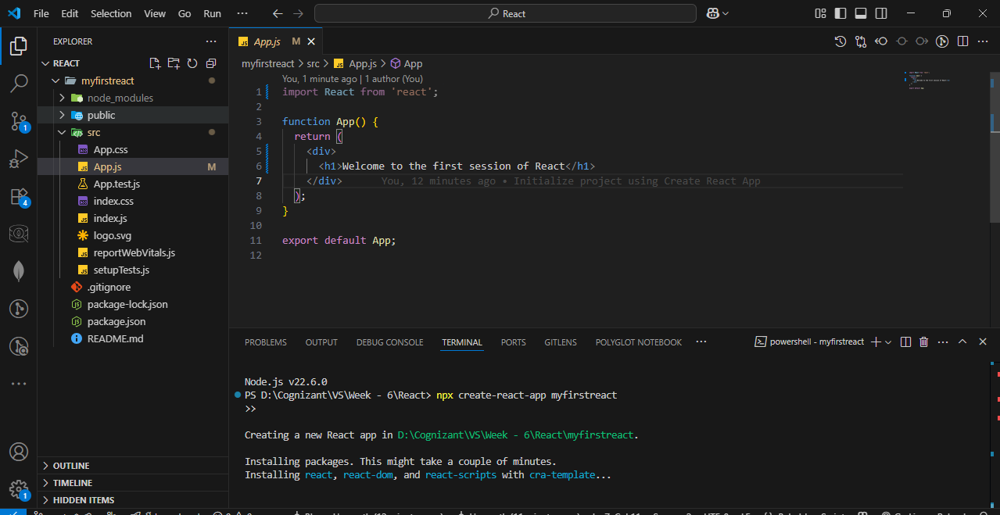 File Edit Selection View Go Run ··· React
EXPLORER ···
REACT
myfirstreact
node_modules
public
src
App.css
App.js M
App.test.js
index.css
index.js
logo.svg
reportWebVitals.js
setupTests.js
.gitignore
package-lock.json
package.json
README.md
OUTLINE
TIMELINE
HIDDEN ITEMS
1
4
1
App.js M
myfirstreact > src > App.js > App
You, 1 minute ago | 1 author (You)
1 import React from 'react';
2
3 function App() {
4 return (
5 <div>
6 <h1>Welcome to the first session of React</h1>
7 </div> You, 12 minutes ago • Initialize project using Create React App
8 );
9 }
10
11 export default App;
12
PROBLEMS OUTPUT DEBUG CONSOLE TERMINAL PORTS GITLENS POLYGLOT NOTEBOOK ··· powershell - myfirstreact
Node.js v22.6.0
PS D:\Cognizant\VS\Week - 6\React> npx create-react-app myfirstreact
>>
Creating a new React app in D:\Cognizant\VS\Week - 6\React\myfirstreact.
Installing packages. This might take a couple of minutes.
Installing react, react-dom, and react-scripts with cra-template...